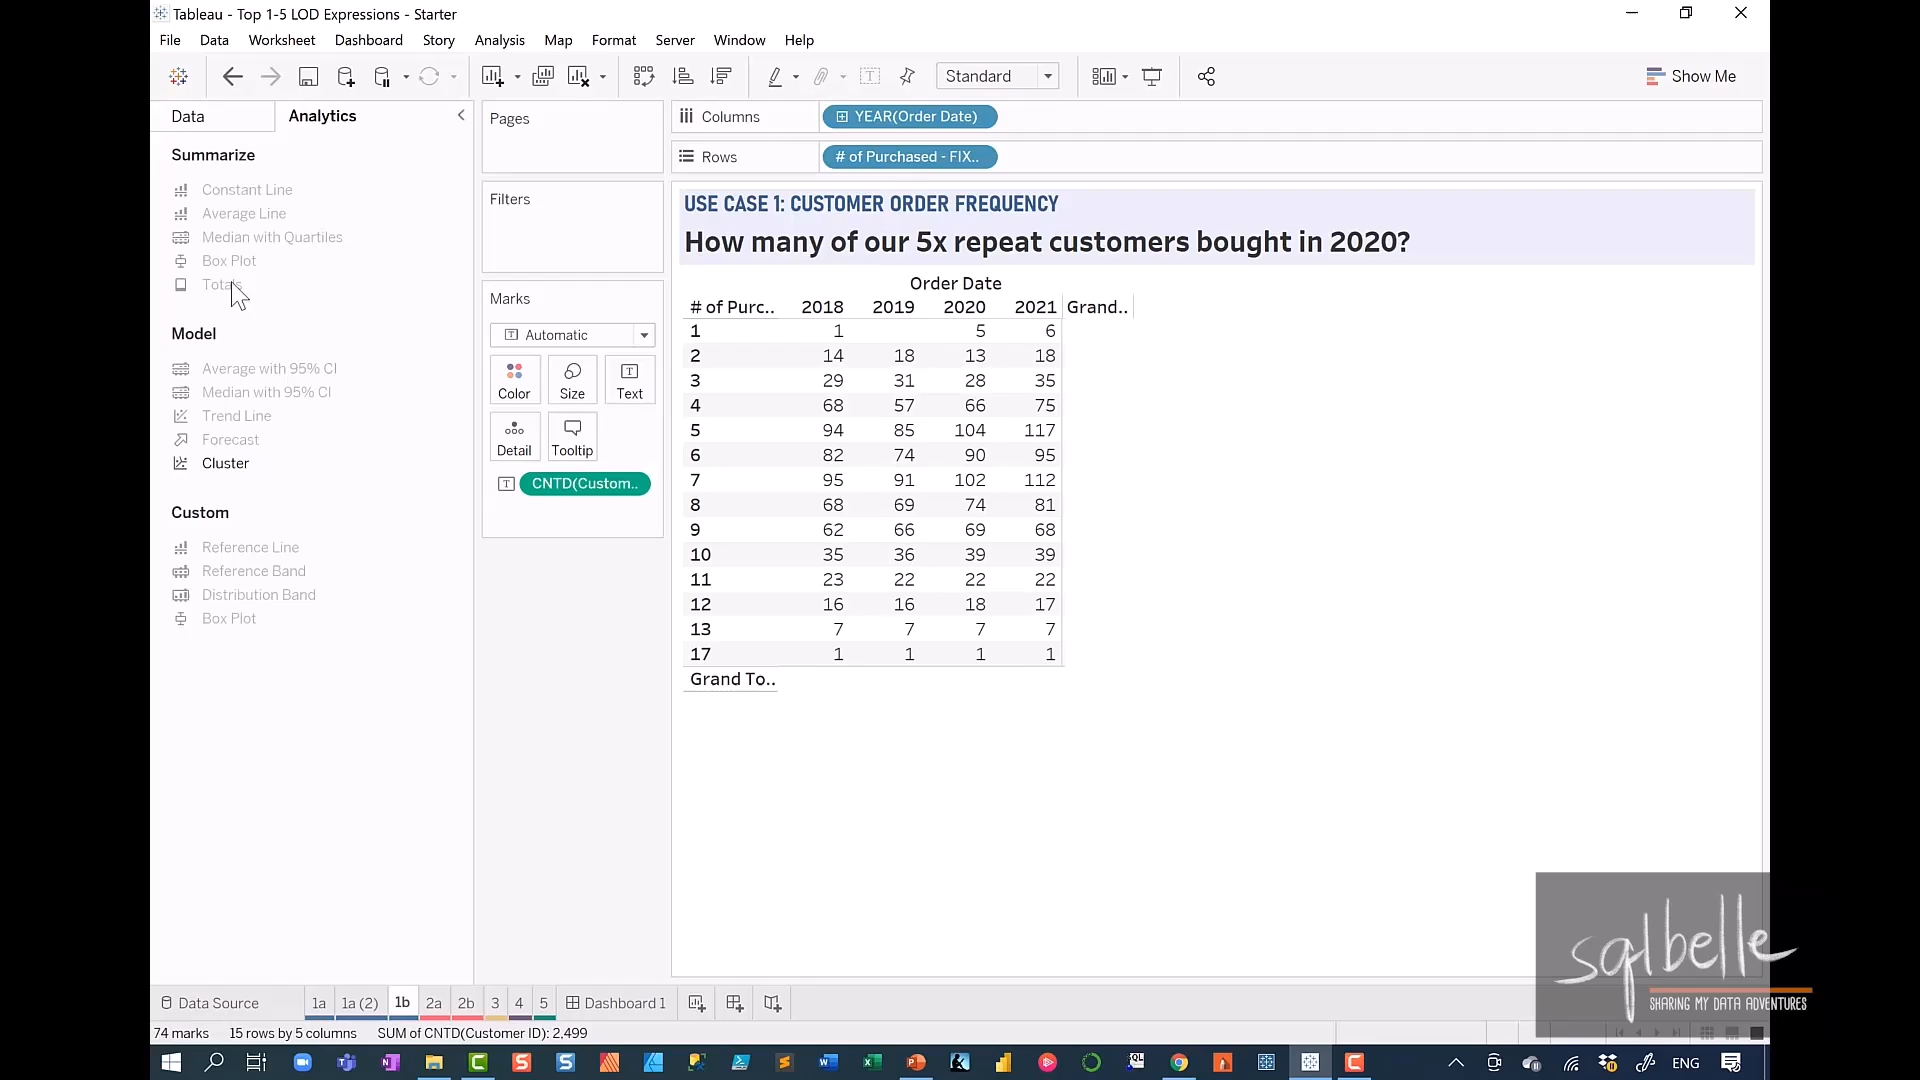 Tableau - Top 1-5 LOD Expressions - Starter
File Data Worksheet Dashboard Story Analysis Map Format Server Window Help
Standard
Show Me
Data
Analytics
Summarize
Constant Line
Average Line
Median with Quartiles
Box Plot
Totals
Model
Average with 95% CI
Median with 95% CI
Trend Line
Forecast
Cluster
Custom
Reference Line
Reference Band
Distribution Band
Box Plot
Pages
Filters
Marks
Automatic
Color Size Text
Detail Tooltip
CNTD(Custom..
Columns YEAR(Order Date)
Rows # of Purchased - FIX..
USE CASE 1: CUSTOMER ORDER FREQUENCY
How many of our 5x repeat customers bought in 2020?
Order Date
# of Purc.. 2018 2019 2020 2021 Grand..
1 1 5 6
2 14 18 13 18
3 29 31 28 35
4 68 57 66 75
5 94 85 104 117
6 82 74 90 95
7 95 91 102 112
8 68 69 74 81
9 62 66 69 68
10 35 36 39 39
11 23 22 22 22
12 16 16 18 17
13 7 7 7 7
17 1 1 1 1
Grand To..
sqlbelle
SHARING MY DATA ADVENTURES
Data Source 1a 1a (2) 1b 2a 2b 3 4 5 Dashboard 1
74 marks 15 rows by 5 columns SUM of CNTD(Customer ID): 2,499
ENG